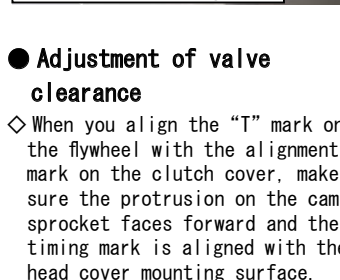 ● Adjustment of valve
clearance
◇ When you align the “T” mark on
the flywheel with the alignment
mark on the clutch cover, make
sure the protrusion on the cam
sprocket faces forward and the
timing mark is aligned with the
head cover mounting surface.